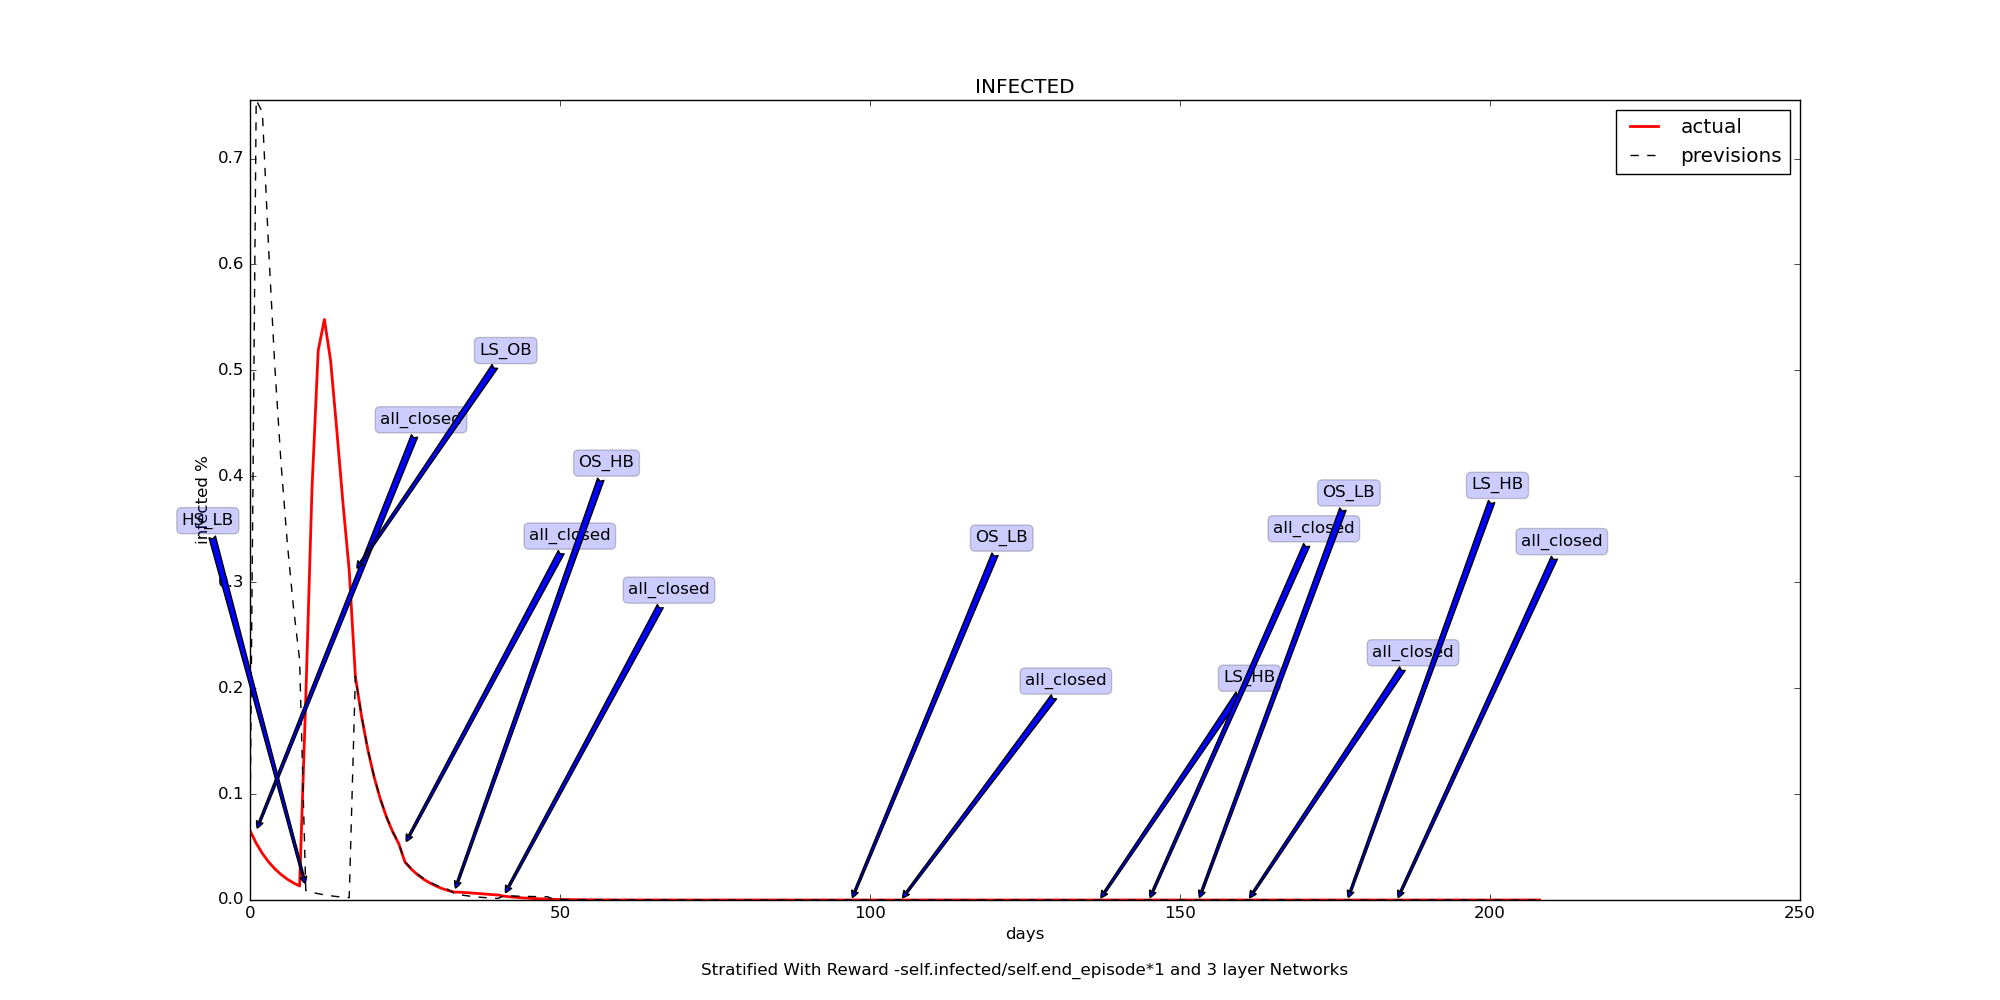 INFECTED
actual
previsions
0.7
0.6
0.5
0.4
0.3
0.2
0.1
0.0
infected %
LS_OB
all_closed
OS_HB
LS_HB
OS_LB
HS_LB
all_closed
all_closed
OS_LB
all_closed
all_closed
all_closed
all_closed
LS_HB
all_closed
0
50
100
150
200
250
days
Stratified With Reward -self.infected/self.end_episode*1 and 3 layer Networks